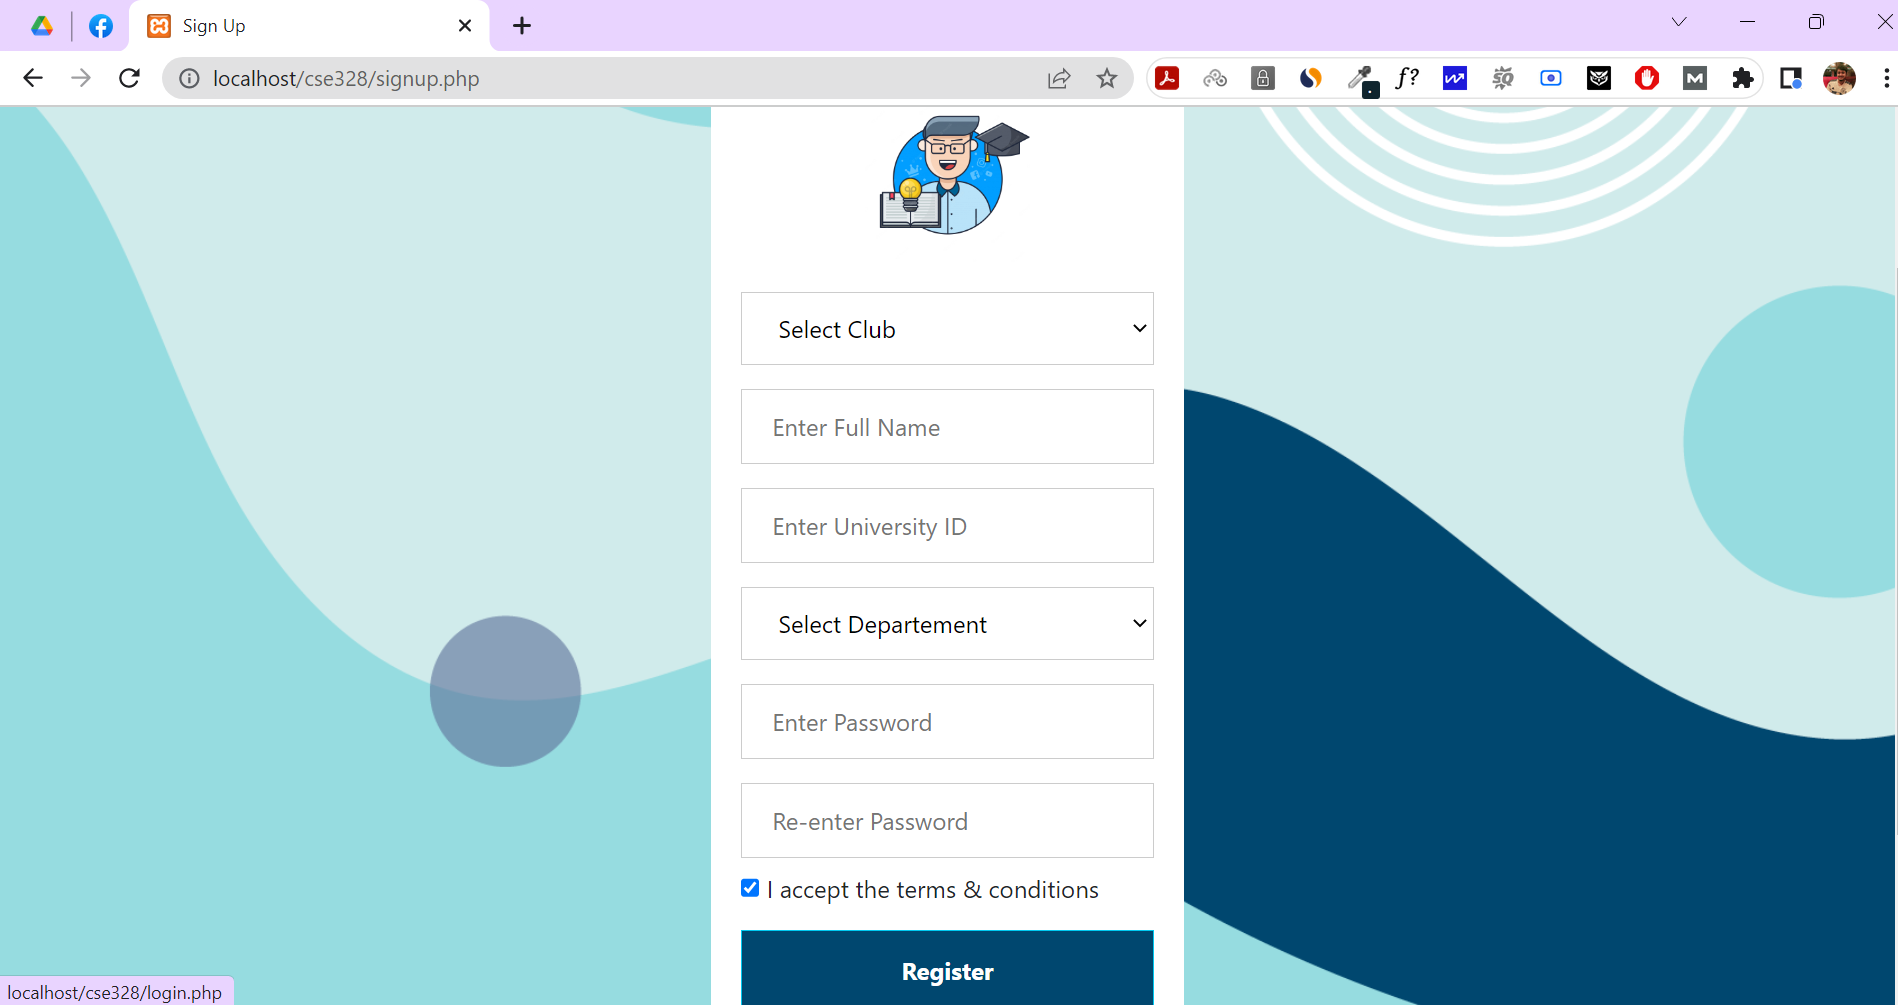 Sign Up
localhost/cse328/signup.php
Select Club
Enter Full Name
Enter University ID
Select Departement
Enter Password
Re-enter Password
I accept the terms & conditions
Register
localhost/cse328/login.php